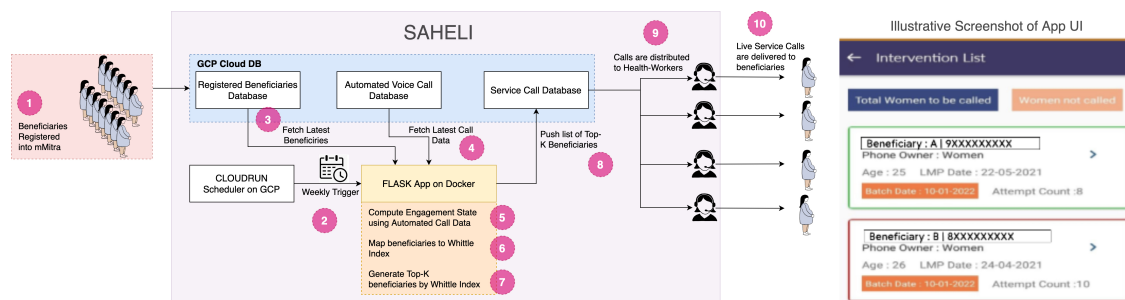 SAHELI
1
Beneficiaries
Registered
into mMitra
GCP Cloud DB
Registered Beneficiaries
Database
Automated Voice Call
Database
Service Call Database
3
Fetch Latest
Beneficiries
Fetch Latest Call
Data
4
Push list of Top-
K Beneficiaries
8
CLOUDRUN
Scheduler on GCP
Weekly Trigger
2
FLASK App on Docker
Compute Engagement State
using Automated Call Data
5
Map beneficiaries to Whittle
Index
6
Generate Top-K
beneficiaries by Whittle Index
7
9
Calls are distributed
to Health-Workers
10
Live Service Calls
are delivered to
beneficiaries
Illustrative Screenshot of App UI
Intervention List
Total Women to be called
Women not called
Beneficiary : A | 9XXXXXXXXX
Phone Owner : Women
Age : 25 LMP Date : 22-05-2021
Batch Date : 10-01-2022 Attempt Count :8
Beneficiary : B | 8XXXXXXXXX
Phone Owner : Women
Age : 26 LMP Date : 24-04-2021
Batch Date : 10-01-2022 Attempt Count :10